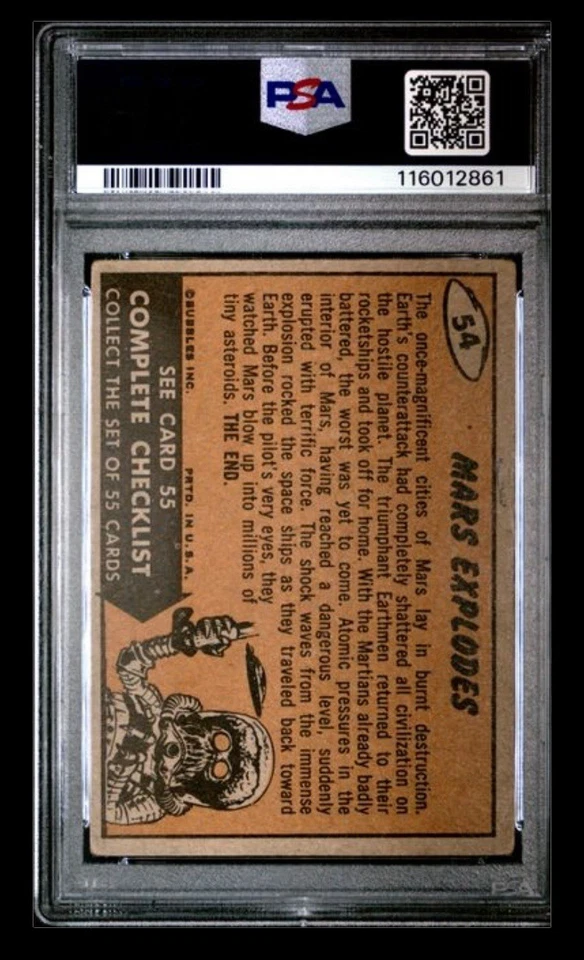 PSA
116012861
54
MARS EXPLODES
The once-magnificent cities of Mars lay in burnt destruction.
Earth's counterattack had completely shattered all civilization on
the hostile planet. The triumphant Earthmen returned to their
rocketships and took off for home. With the Martians already badly
battered, the worst was yet to come. Atomic pressures in the
interior of Mars, having reached a dangerous level, suddenly
erupted with terrific force. The shock waves from the immense
explosion rocked the space ships as they traveled back toward
Earth. Before the pilot's very eyes, they
watched Mars blow up into millions of
tiny asteroids. THE END.
©BUBBLES INC. PRTD. IN U.S.A.
SEE CARD 55
COMPLETE CHECKLIST
COLLECT THE SET OF 55 CARDS
PSA